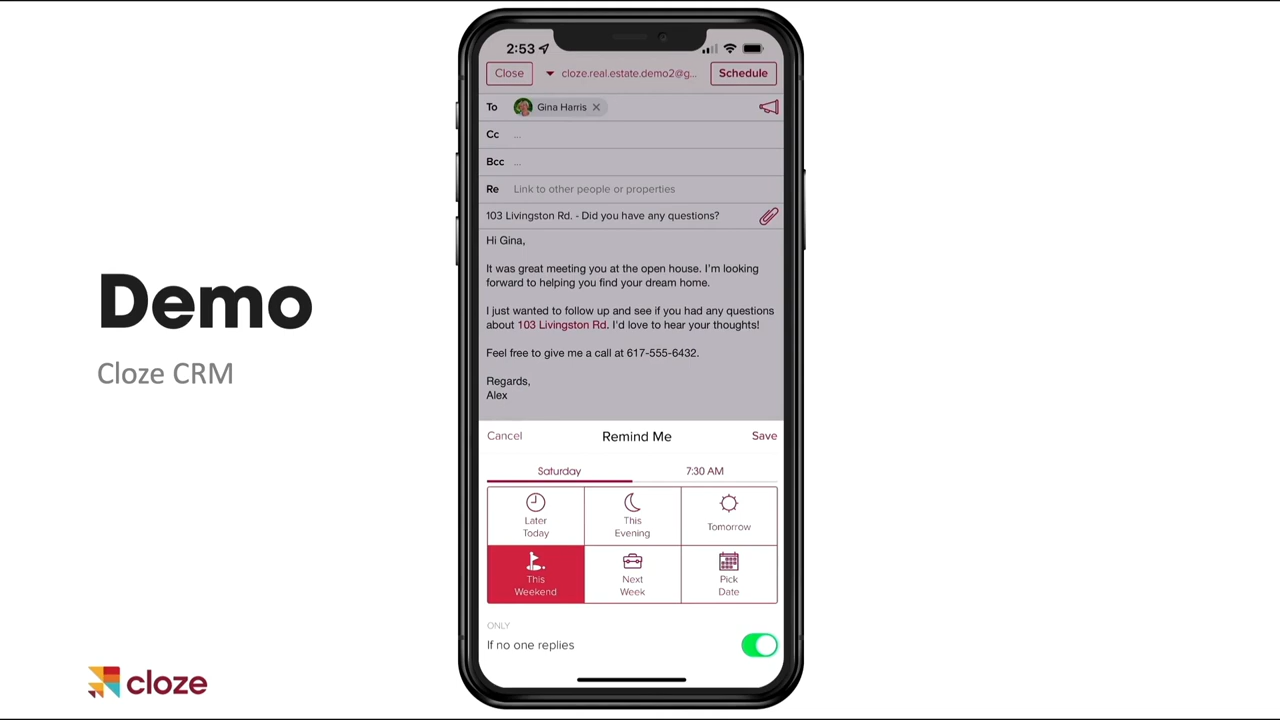 Demo
Cloze CRM
cloze
2:53
Close
cloze.real.estate.demo2@g...
Schedule
To Gina Harris
Cc ...
Bcc ...
Re Link to other people or properties
103 Livingston Rd. - Did you have any questions?
Hi Gina,
It was great meeting you at the open house. I'm looking
forward to helping you find your dream home.
I just wanted to follow up and see if you had any questions
about 103 Livingston Rd. I'd love to hear your thoughts!
Feel free to give me a call at 617-555-6432.
Regards,
Alex
Cancel
Remind Me
Save
Saturday
7:30 AM
Later
Today
This
Evening
Tomorrow
This
Weekend
Next
Week
Pick
Date
ONLY
If no one replies